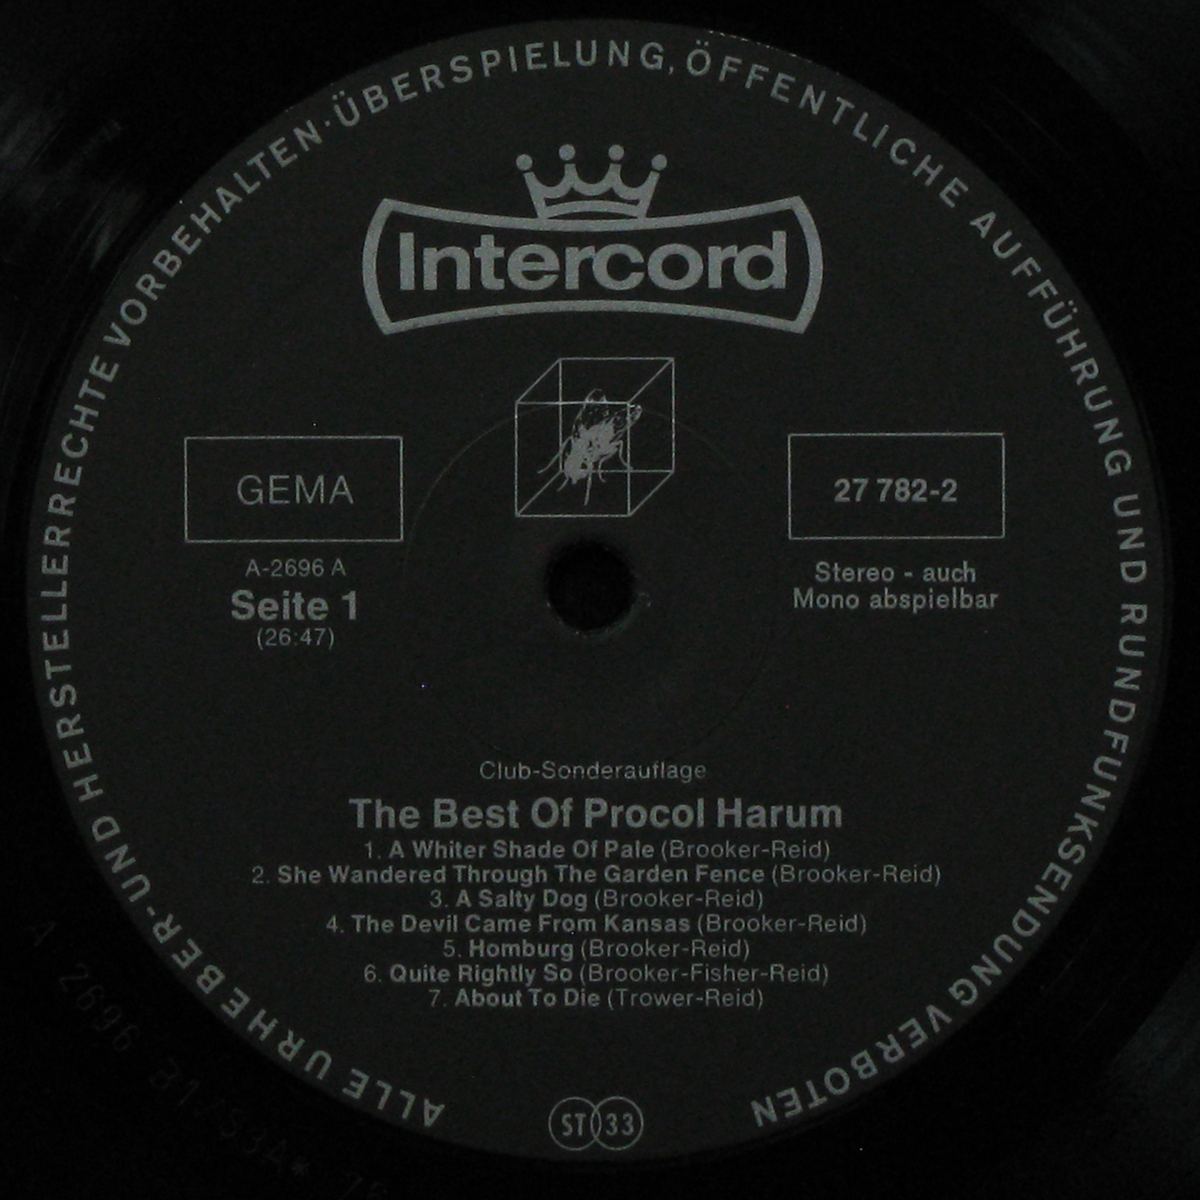 ALLE URHEBER-UND HERSTELLERRECHTE VORBEHALTEN·ÜBERSPIELUNG, ÖFFENTLICHE AUFFÜHRUNG UND RUNDFUNKSENDUNG VERBOTEN
Intercord
GEMA
A-2696 A
Seite 1
(26:47)
27 782-2
Stereo - auch
Mono abspielbar
Club-Sonderauflage
The Best Of Procol Harum
1. A Whiter Shade Of Pale (Brooker-Reid)
2. She Wandered Through The Garden Fence (Brooker-Reid)
3. A Salty Dog (Brooker-Reid)
4. The Devil Came From Kansas (Brooker-Reid)
5. Homburg (Brooker-Reid)
6. Quite Rightly So (Brooker-Fisher-Reid)
7. About To Die (Trower-Reid)
ST 33
A 2696